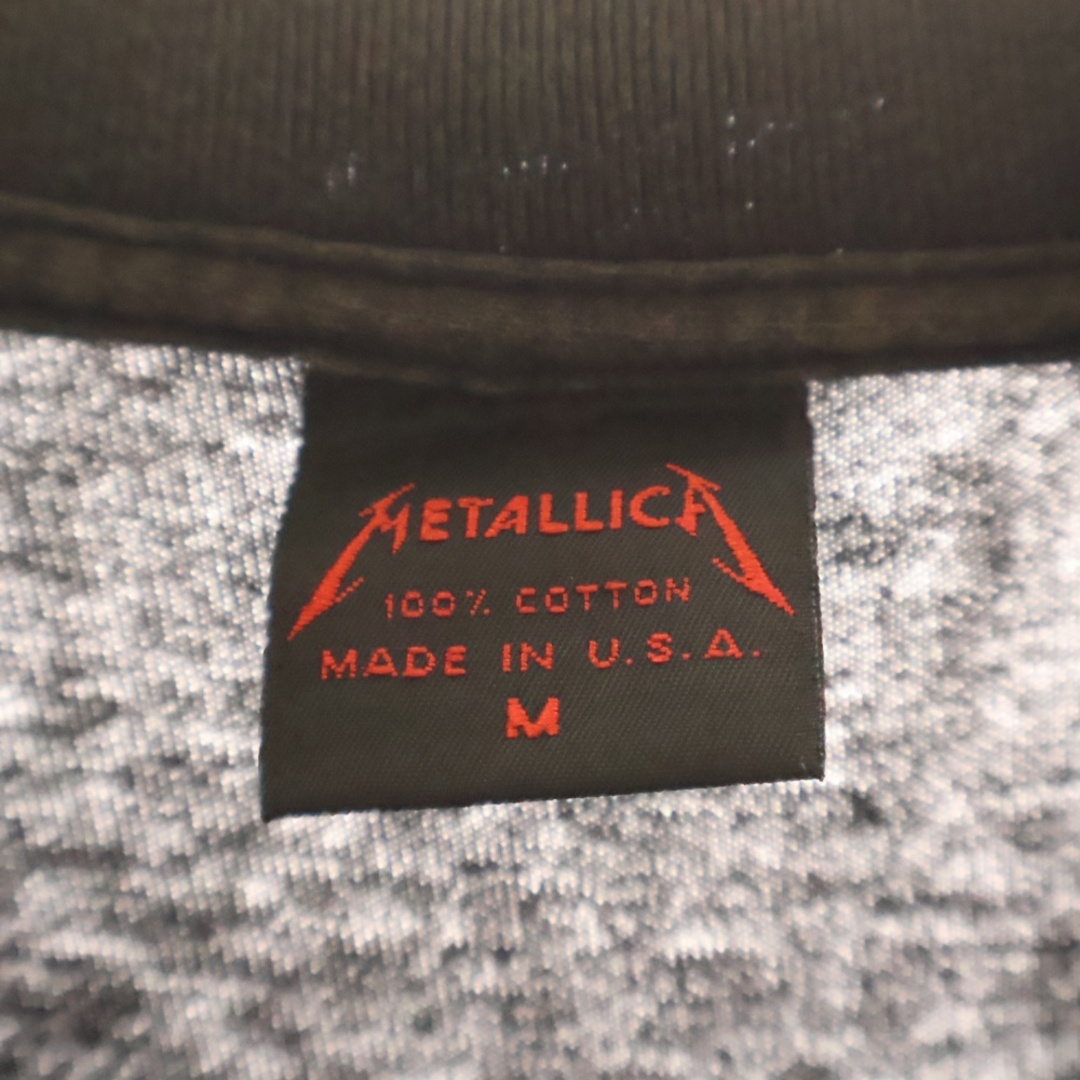 METALLICA
100% COTTON
MADE IN U.S.A.
M